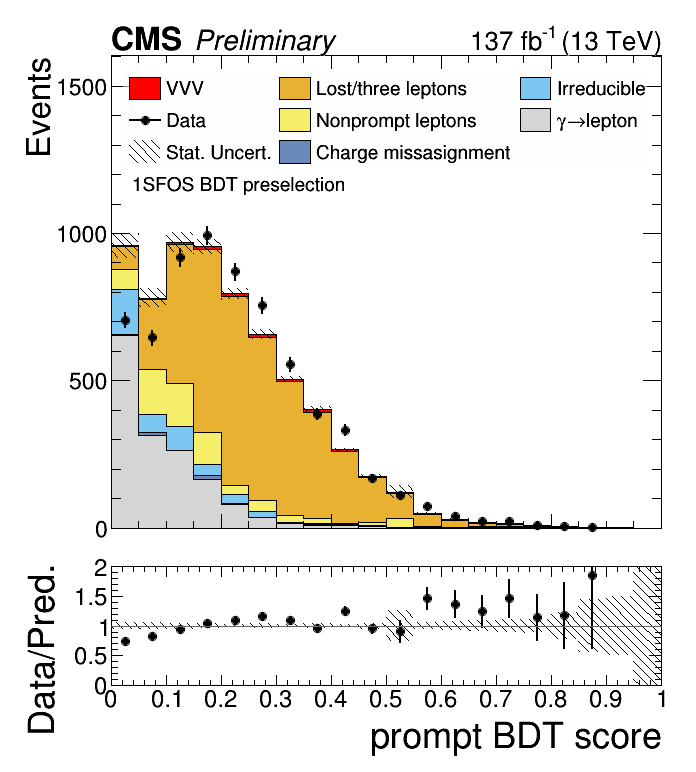 CMS Preliminary 137 fb-1 (13 TeV)
Events
VVV Lost/three leptons Irreducible
Data Nonprompt leptons γ→lepton
Stat. Uncert. Charge missasignment
1SFOS BDT preselection
1500
1000
500
0
Data/Pred.
2
1.5
1
0.5
0
0 0.1 0.2 0.3 0.4 0.5 0.6 0.7 0.8 0.9 1
prompt BDT score